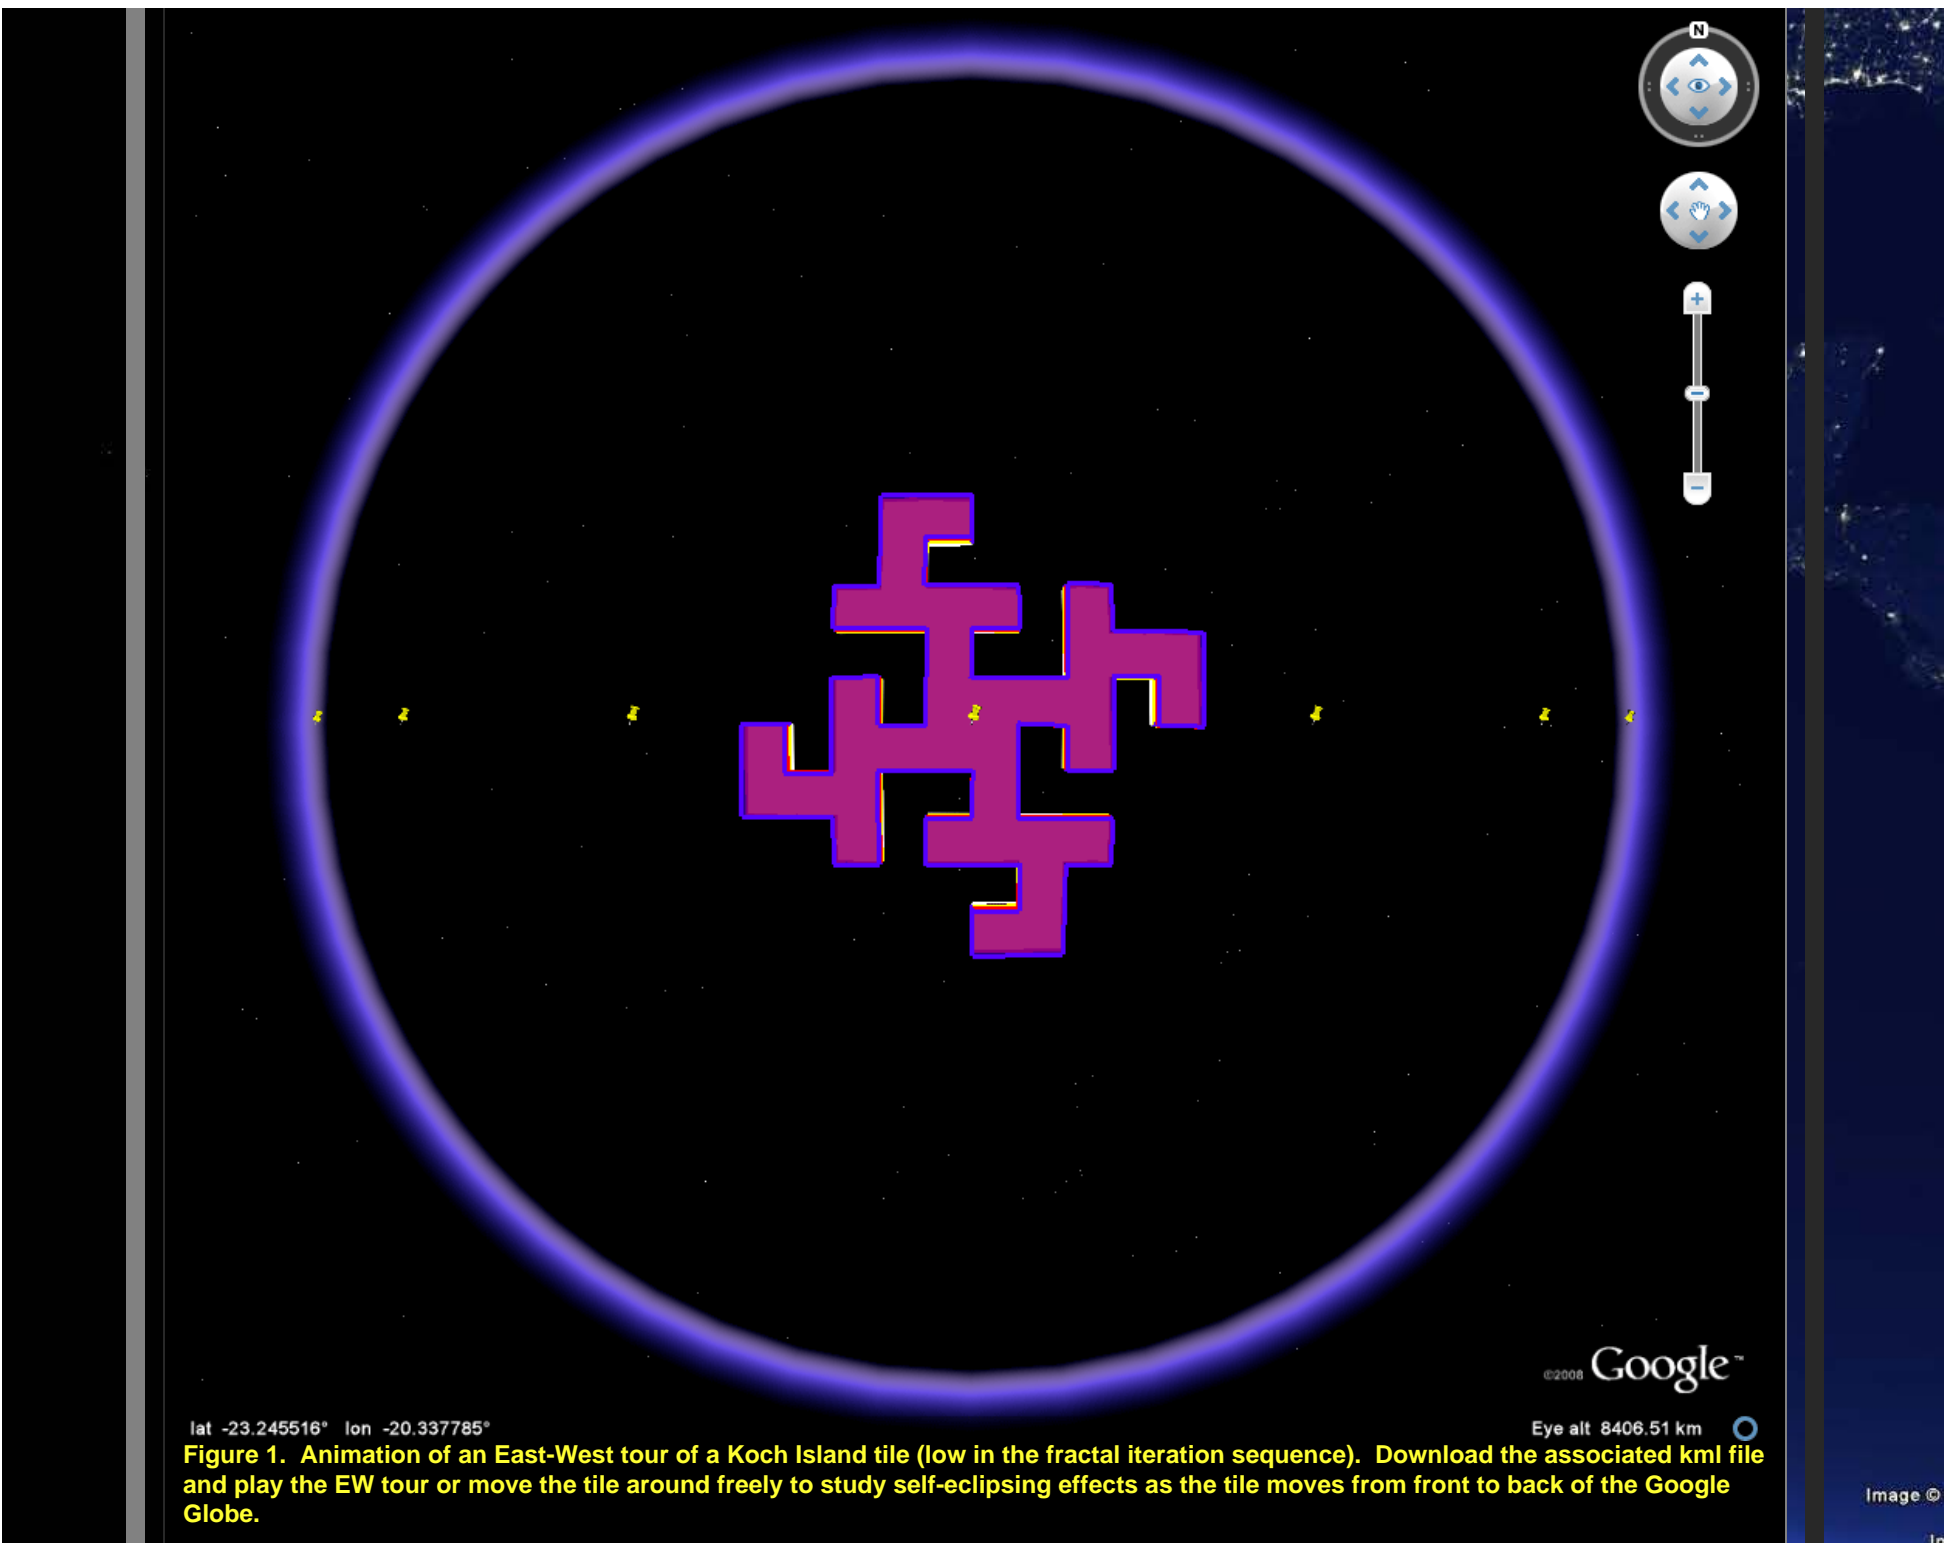 N
©2008 Google™
lat -23.245516° lon -20.337785°
Eye alt 8406.51 km
Figure 1. Animation of an East-West tour of a Koch Island tile (low in the fractal iteration sequence). Download the associated kml file
and play the EW tour or move the tile around freely to study self-eclipsing effects as the tile moves from front to back of the Google
Globe.
Image ©